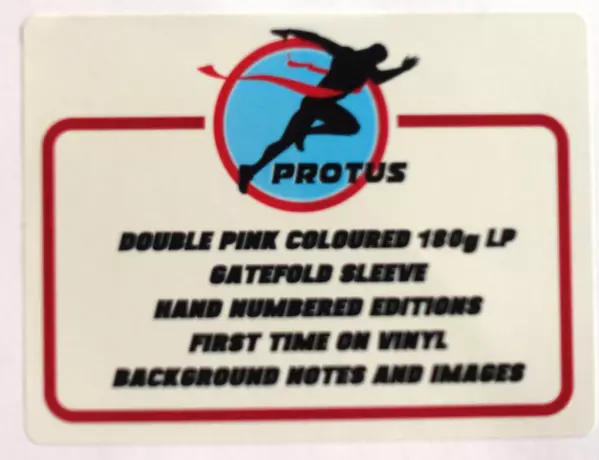 PROTUS
DOUBLE PINK COLOURED 180g LP
GATEFOLD SLEEVE
HAND NUMBERED EDITIONS
FIRST TIME ON VINYL
BACKGROUND NOTES AND IMAGES